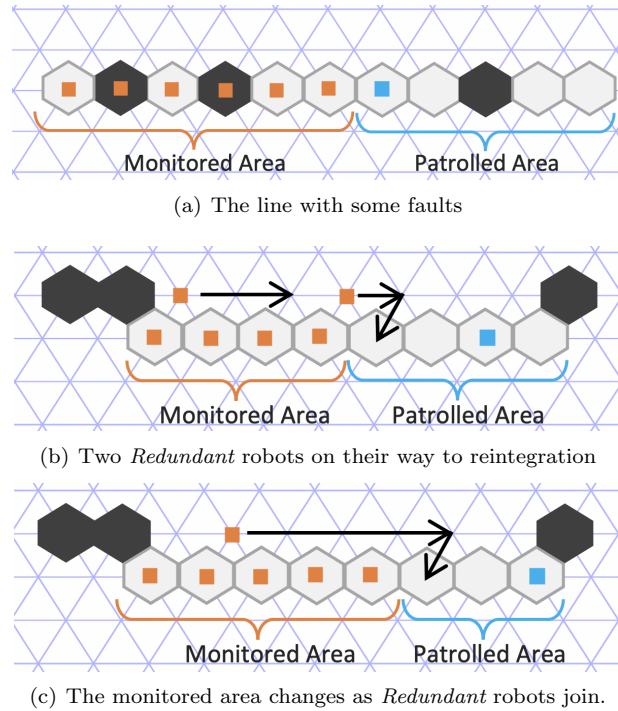 Monitored Area Patrolled Area
(a) The line with some faults
Monitored Area Patrolled Area
(b) Two Redundant robots on their way to reintegration
Monitored Area Patrolled Area
(c) The monitored area changes as Redundant robots join.